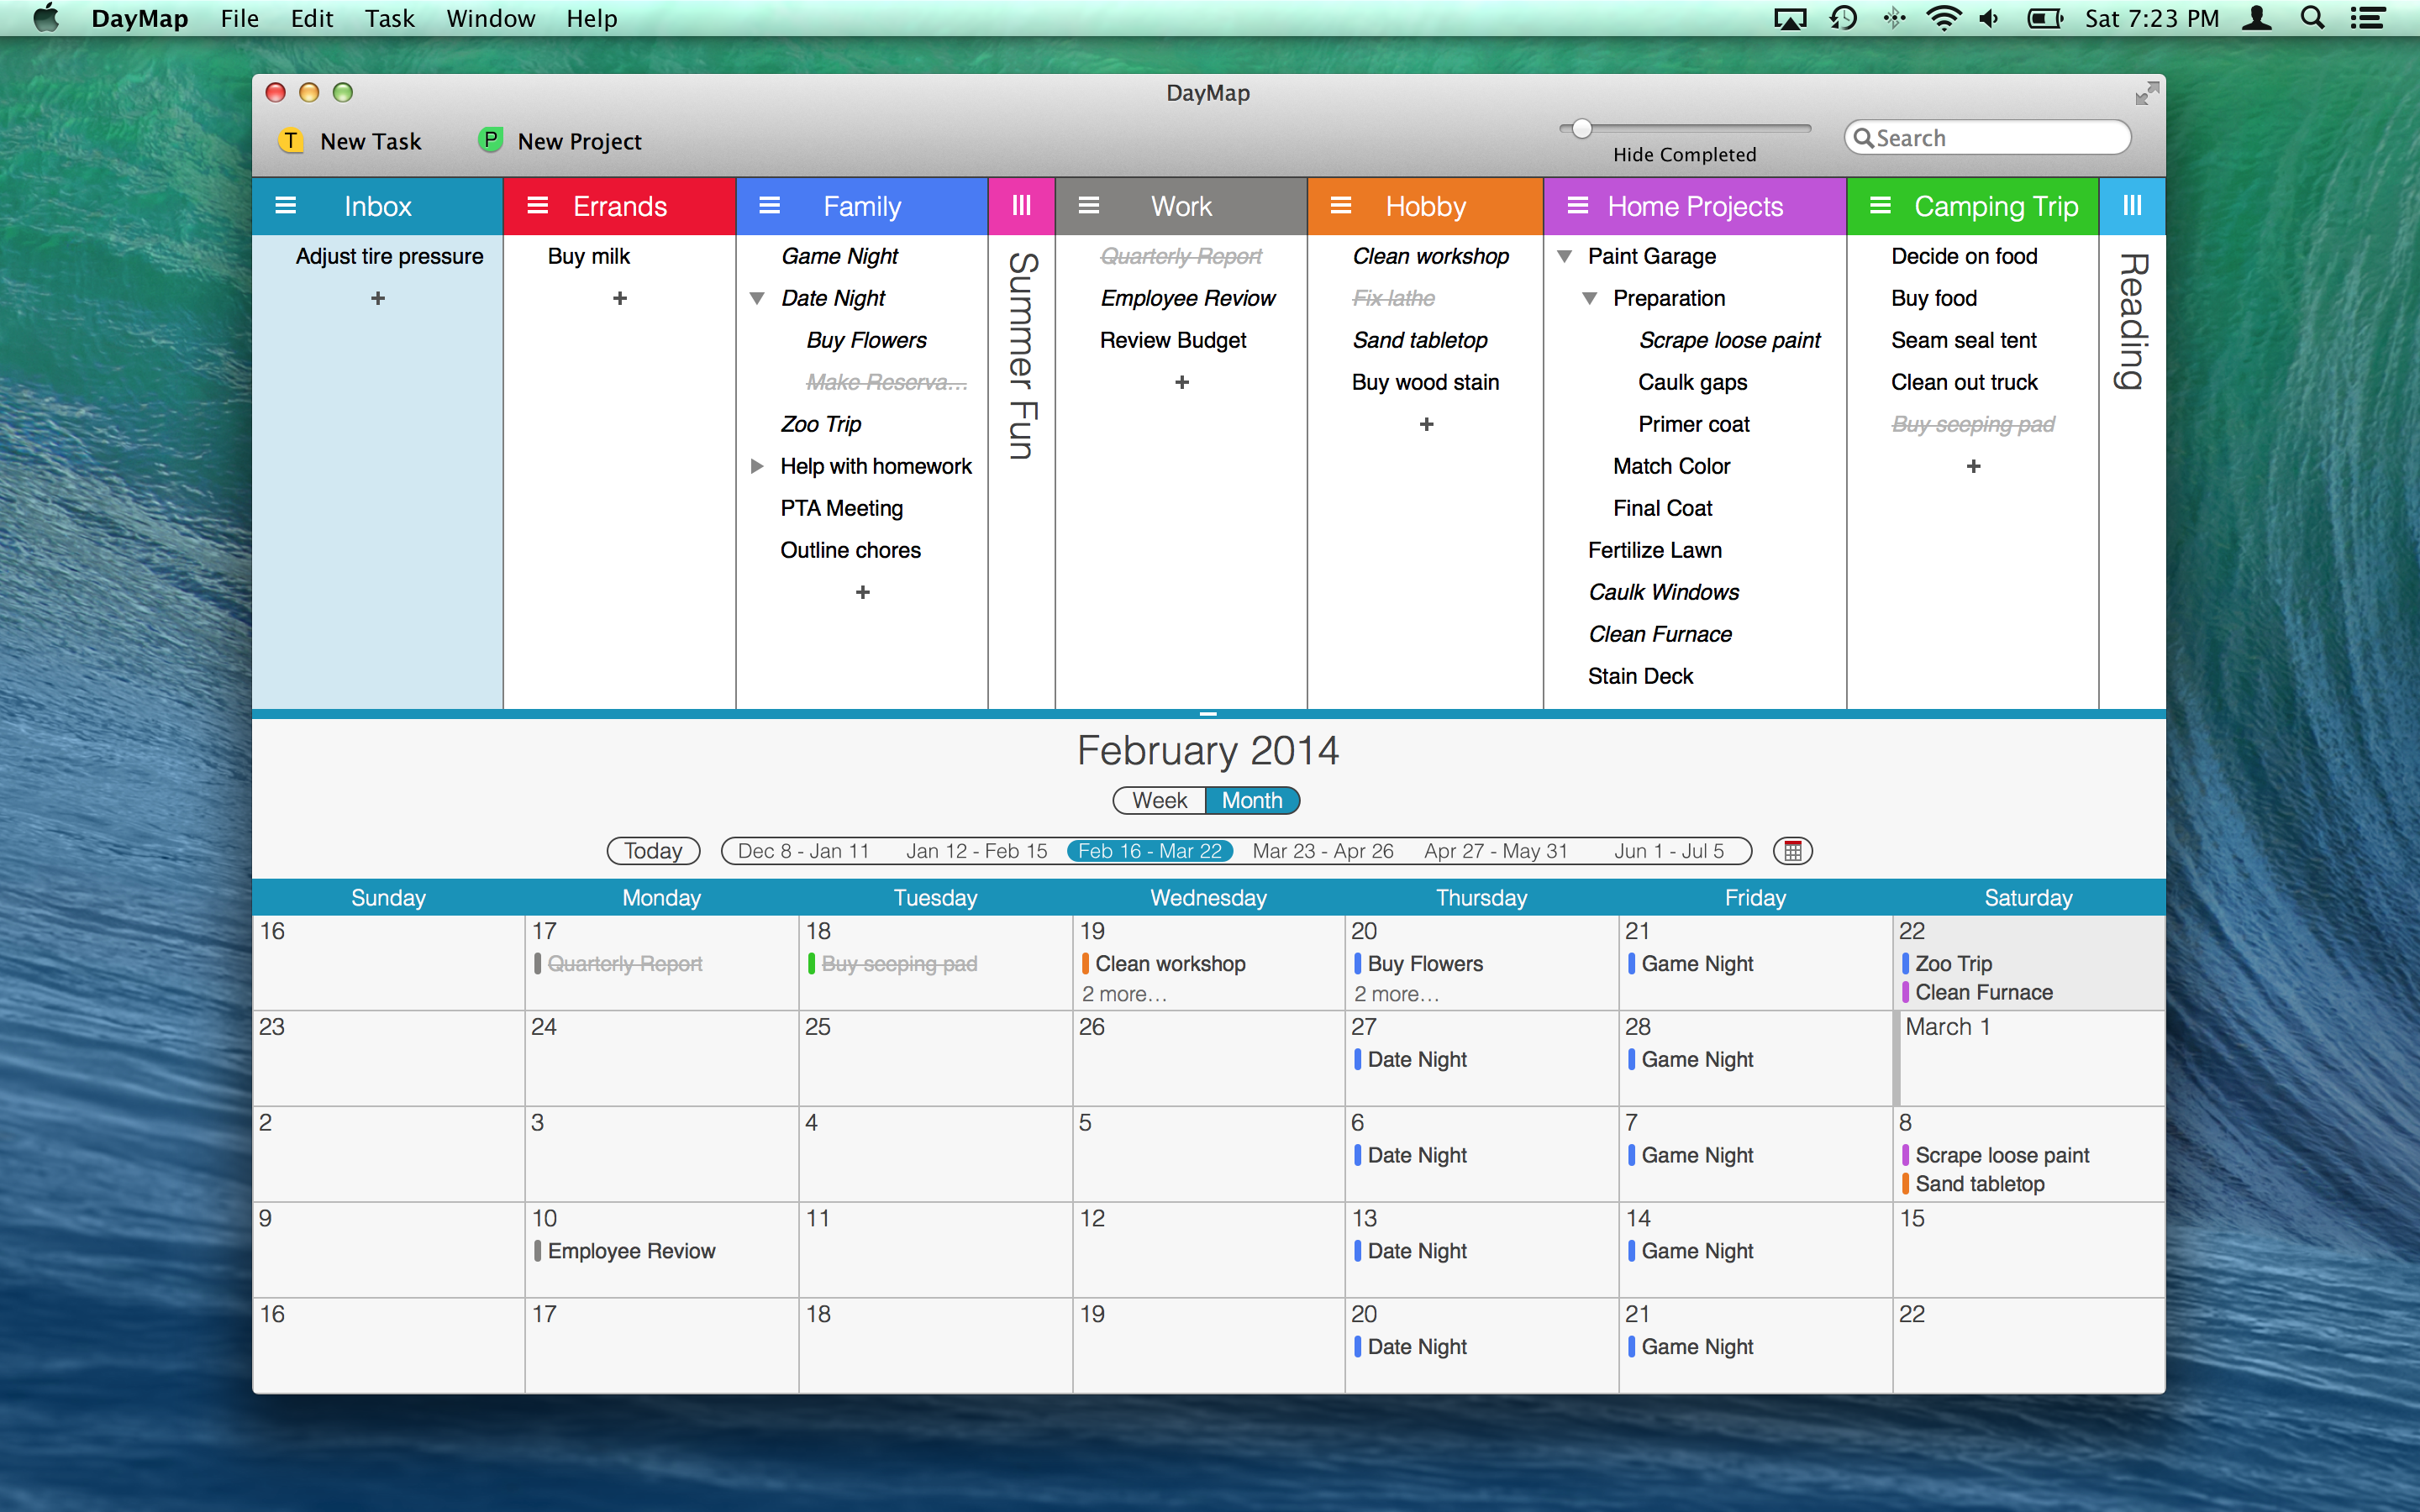 DayMap File Edit Task Window Help Sat 7:23 PM
DayMap
T New Task P New Project Hide Completed Search
Inbox
Adjust tire pressure
+
Errands
Buy milk
+
Family
Game Night
Date Night
Buy Flowers
Make Reserva...
Zoo Trip
Help with homework
PTA Meeting
Outline chores
+
Summer Fun
Work
Quarterly Report
Employee Reviow
Review Budget
+
Hobby
Clean workshop
Fix lathe
Sand tabletop
Buy wood stain
+
Home Projects
Paint Garage
Preparation
Scrape loose paint
Caulk gaps
Primer coat
Match Color
Final Coat
Fertilize Lawn
Caulk Windows
Clean Furnace
Stain Deck
Camping Trip
Decide on food
Buy food
Seam seal tent
Clean out truck
Buy seeping pad
+
Reading
February 2014
Week Month
Today Dec 8 - Jan 11 Jan 12 - Feb 15 Feb 16 - Mar 22 Mar 23 - Apr 26 Apr 27 - May 31 Jun 1 - Jul 5
Sunday Monday Tuesday Wednesday Thursday Friday Saturday
16 17 18 19 20 21 22
Quarterly Report Buy seeping pad Clean workshop Buy Flowers Game Night Zoo Trip
2 more... 2 more... Clean Furnace
23 24 25 26 27 28 March 1
Date Night Game Night
2 3 4 5 6 7 8
Date Night Game Night Scrape loose paint
Sand tabletop
9 10 11 12 13 14 15
Employee Reviow Date Night Game Night
16 17 18 19 20 21 22
Date Night Game Night